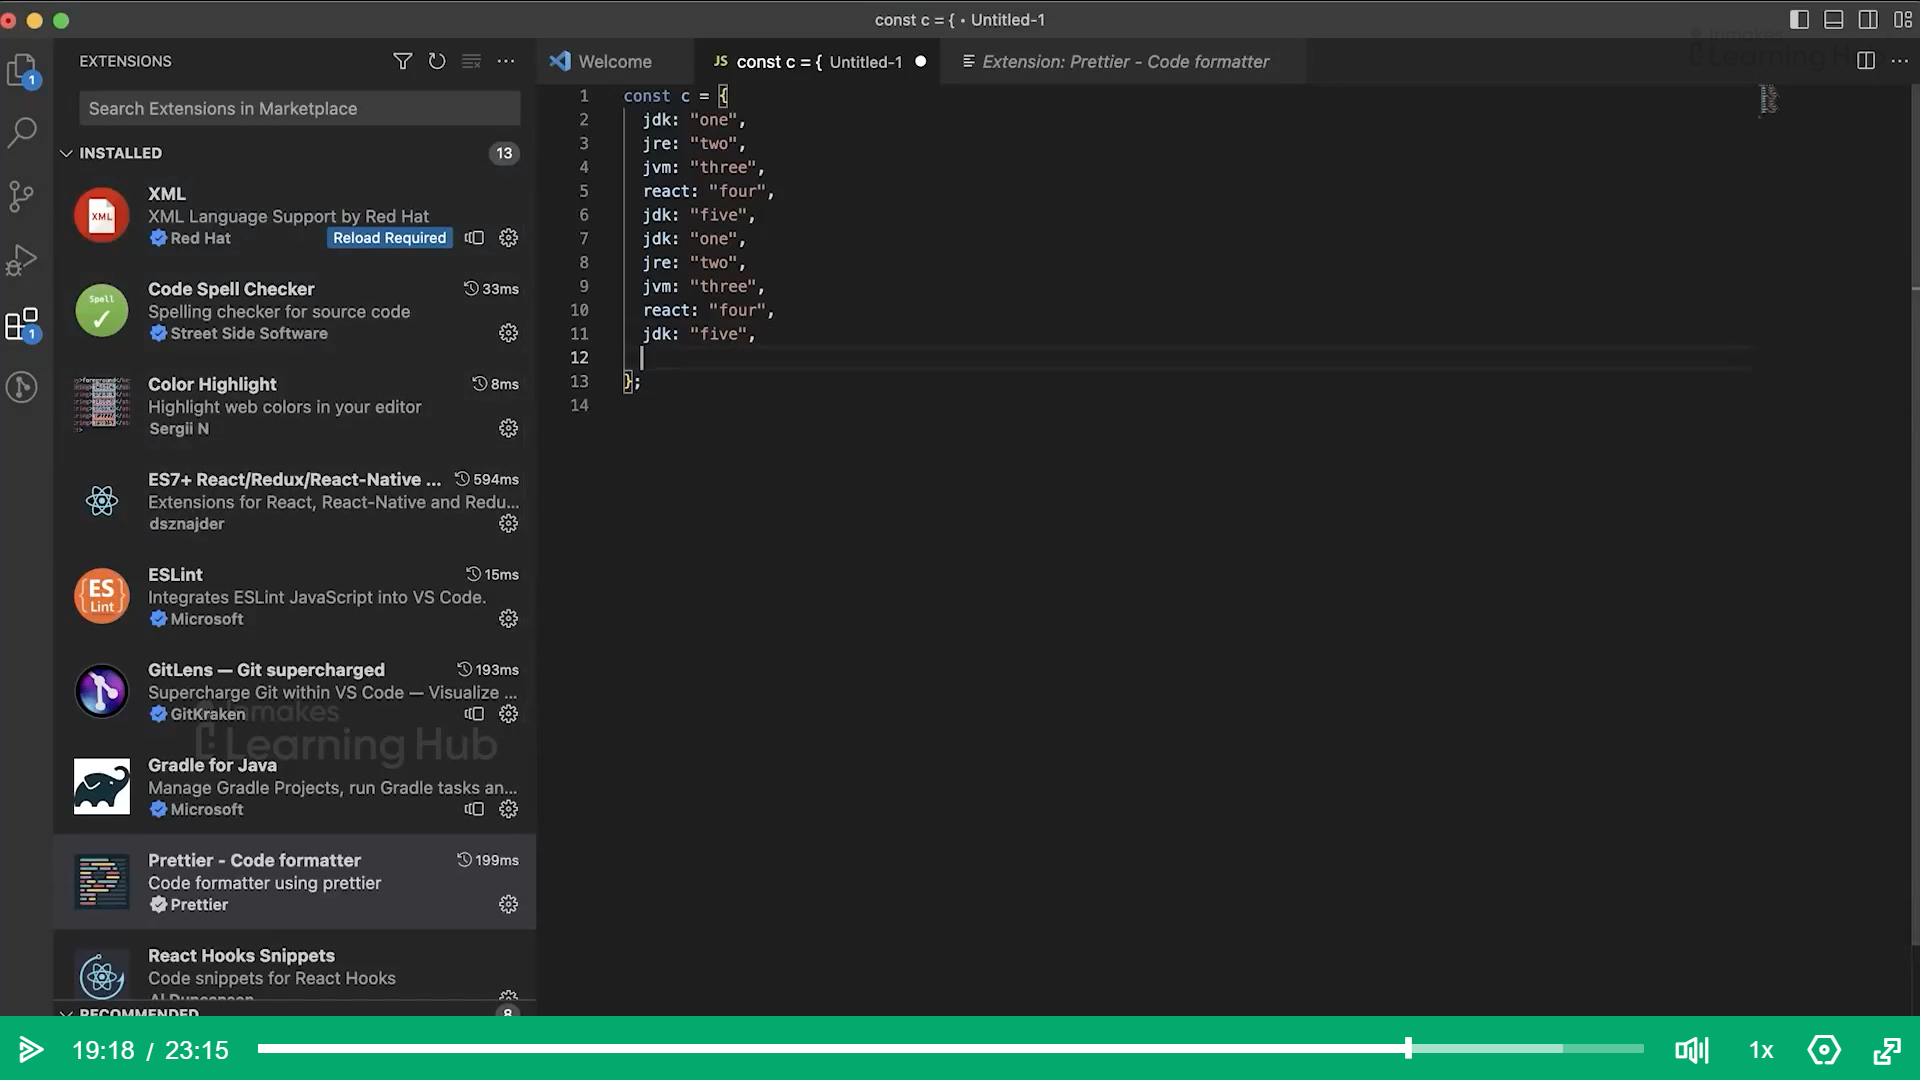 const c = { • Untitled-1
EXTENSIONS
Welcome
JS const c = { Untitled-1
Extension: Prettier - Code formatter
Learning Hub
Search Extensions in Marketplace
INSTALLED
13
XML
XML
XML Language Support by Red Hat
Red Hat
Reload Required
Spell
Code Spell Checker
33ms
Spelling checker for source code
Street Side Software
Color Highlight
8ms
Highlight web colors in your editor
Sergii N
ES7+ React/Redux/React-Native ...
594ms
Extensions for React, React-Native and Redu...
dsznajder
ES
Lint
ESLint
15ms
Integrates ESLint JavaScript into VS Code.
Microsoft
GitLens — Git supercharged
193ms
Supercharge Git within VS Code — Visualize ...
GitKraken
Learning Hub
Gradle for Java
Manage Gradle Projects, run Gradle tasks an...
Microsoft
Prettier - Code formatter
199ms
Code formatter using prettier
Prettier
React Hooks Snippets
Code snippets for React Hooks
RECOMMENDED
8
1
1
1 const c = {
2 jdk: "one",
3 jre: "two",
4 jvm: "three",
5 react: "four",
6 jdk: "five",
7 jdk: "one",
8 jre: "two",
9 jvm: "three",
10 react: "four",
11 jdk: "five",
12
13 };
14
19:18 / 23:15
1x